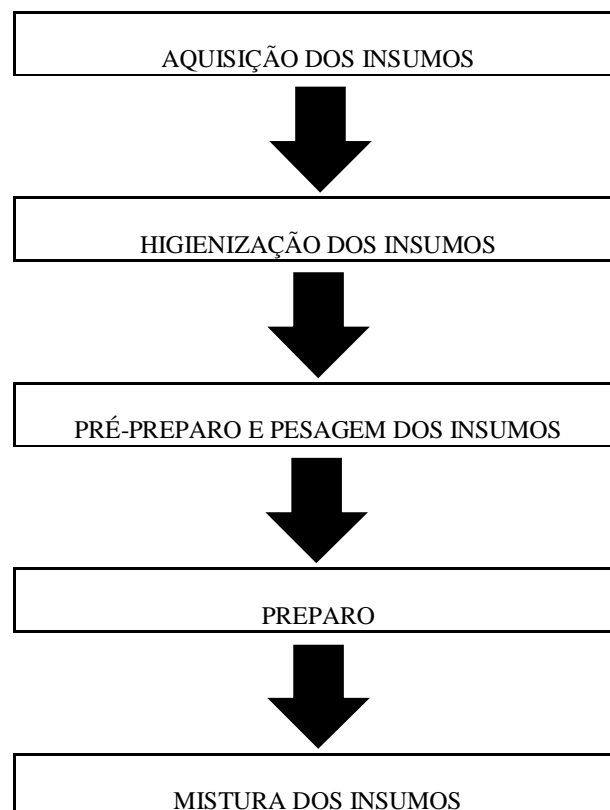 AQUISIÇÃO DOS INSUMOS
HIGIENIZAÇÃO DOS INSUMOS
PRÉ-PREPARO E PESAGEM DOS INSUMOS
PREPARO
MISTURA DOS INSUMOS